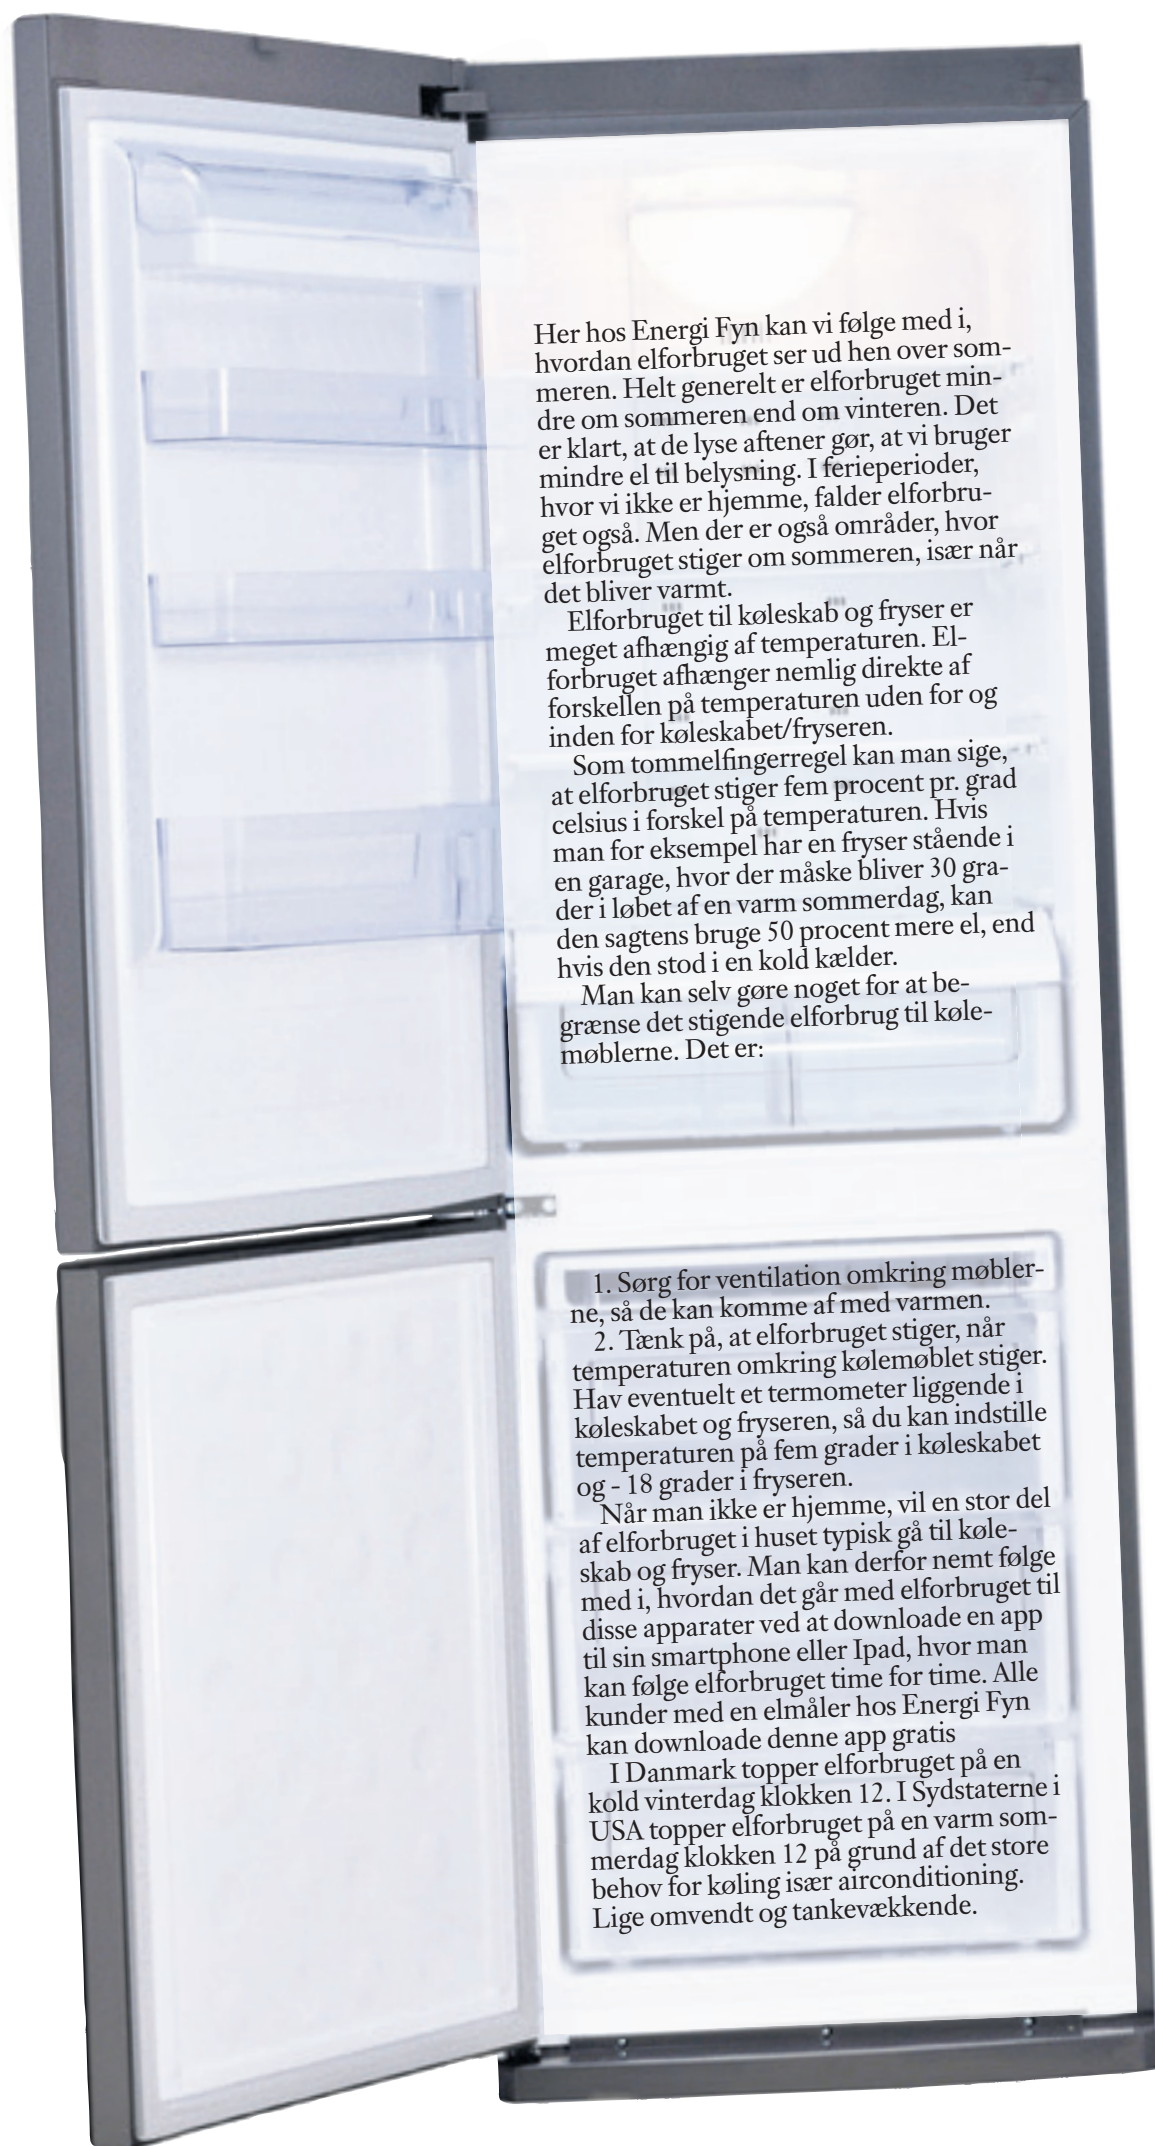 Her hos Energi Fyn kan vi følge med i,
hvordan elforbruget ser ud hen over som-
meren. Helt generelt er elforbruget min-
dre om sommeren end om vinteren. Det
er klart, at de lyse aftener gør, at vi bruger
mindre el til belysning. I ferieperioder,
hvor vi ikke er hjemme, falder elforbru-
get også. Men der er også områder, hvor
elforbruget stiger om sommeren, især når
det bliver varmt.
Elforbruget til køleskab og fryser er
meget afhængig af temperaturen. El-
forbruget afhænger nemlig direkte af
forskellen på temperaturen uden for og
inden for køleskabet/fryseren.
Som tommelfingerregel kan man sige,
at elforbruget stiger fem procent pr. grad
celsius i forskel på temperaturen. Hvis
man for eksempel har en fryser stående i
en garage, hvor der måske bliver 30 gra-
der i løbet af en varm sommerdag, kan
den sagtens bruge 50 procent mere el, end
hvis den stod i en kold kælder.
Man kan selv gøre noget for at be-
grænse det stigende elforbrug til køle-
møblerne. Det er:
1. Sørg for ventilation omkring møbler-
ne, så de kan komme af med varmen.
2. Tænk på, at elforbruget stiger, når
temperaturen omkring kølemøblet stiger.
Hav eventuelt et termometer liggende i
køleskabet og fryseren, så du kan indstille
temperaturen på fem grader i køleskabet
og - 18 grader i fryseren.
Når man ikke er hjemme, vil en stor del
af elforbruget i huset typisk gå til køle-
skab og fryser. Man kan derfor nemt følge
med i, hvordan det går med elforbruget til
disse apparater ved at downloade en app
til sin smartphone eller Ipad, hvor man
kan følge elforbruget time for time. Alle
kunder med en elmåler hos Energi Fyn
kan downloade denne app gratis
I Danmark topper elforbruget på en
kold vinterdag klokken 12. I Sydstaterne i
USA topper elforbruget på en varm som-
merdag klokken 12 på grund af det store
behov for køling især airconditioning.
Lige omvendt og tankevækkende.